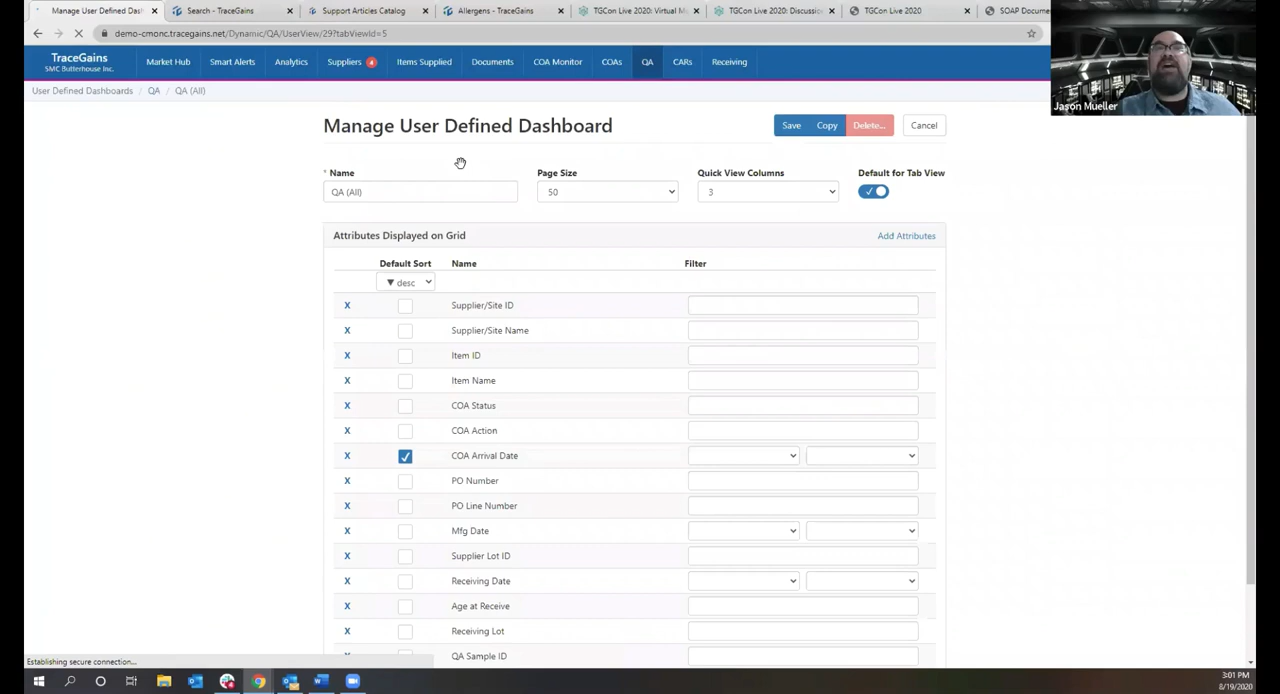 Manage User Defined Dash
Search - TraceGains
Support Articles Catalog
Allergens - TraceGains
TGCon Live 2020: Virtual M
TGCon Live 2020: Discussi
TGCon Live 2020
SOAP Docume
demo-cmonc.tracegains.net/Dynamic/QA/UserView/29?tabViewId=5
TraceGains
SMC Butterhouse Inc.
Market Hub
Smart Alerts
Analytics
Suppliers 4
Items Supplied
Documents
COA Monitor
COAs
QA
CARs
Receiving
Jason Mueller
User Defined Dashboards / QA / QA (All)
Manage User Defined Dashboard
Save
Copy
Delete...
Cancel
* Name
Page Size
Quick View Columns
Default for Tab View
QA (All)
50
3
Attributes Displayed on Grid
Add Attributes
Default Sort
Name
Filter
▼ desc
X Supplier/Site ID
X Supplier/Site Name
X Item ID
X Item Name
X COA Status
X COA Action
X COA Arrival Date
X PO Number
X PO Line Number
X Mfg Date
X Supplier Lot ID
X Receiving Date
X Age at Receive
X Receiving Lot
X QA Sample ID
Establishing secure connection...
3:01 PM
8/19/2020